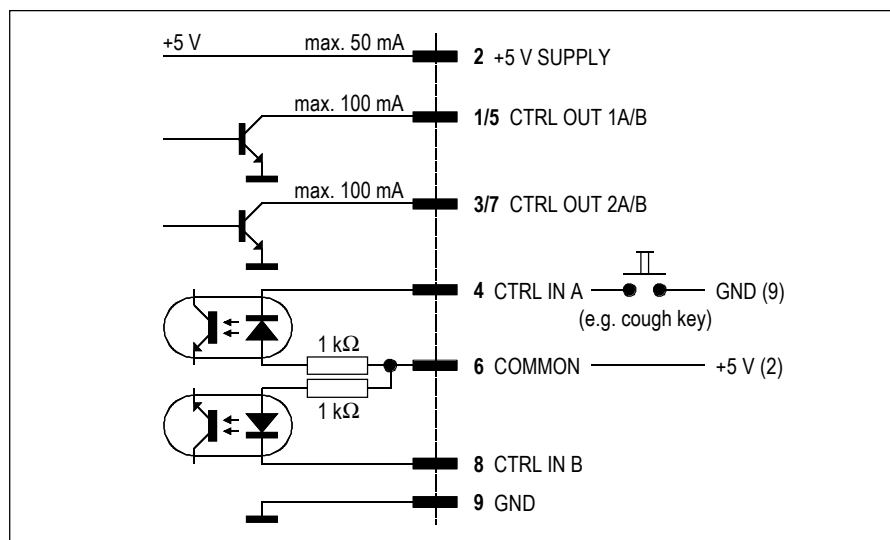 +5 V max. 50 mA 2 +5 V SUPPLY
max. 100 mA 1/5 CTRL OUT 1A/B
max. 100 mA 3/7 CTRL OUT 2A/B
4 CTRL IN A GND (9)
(e.g. cough key)
1 kΩ
6 COMMON +5 V (2)
1 kΩ
8 CTRL IN B
9 GND